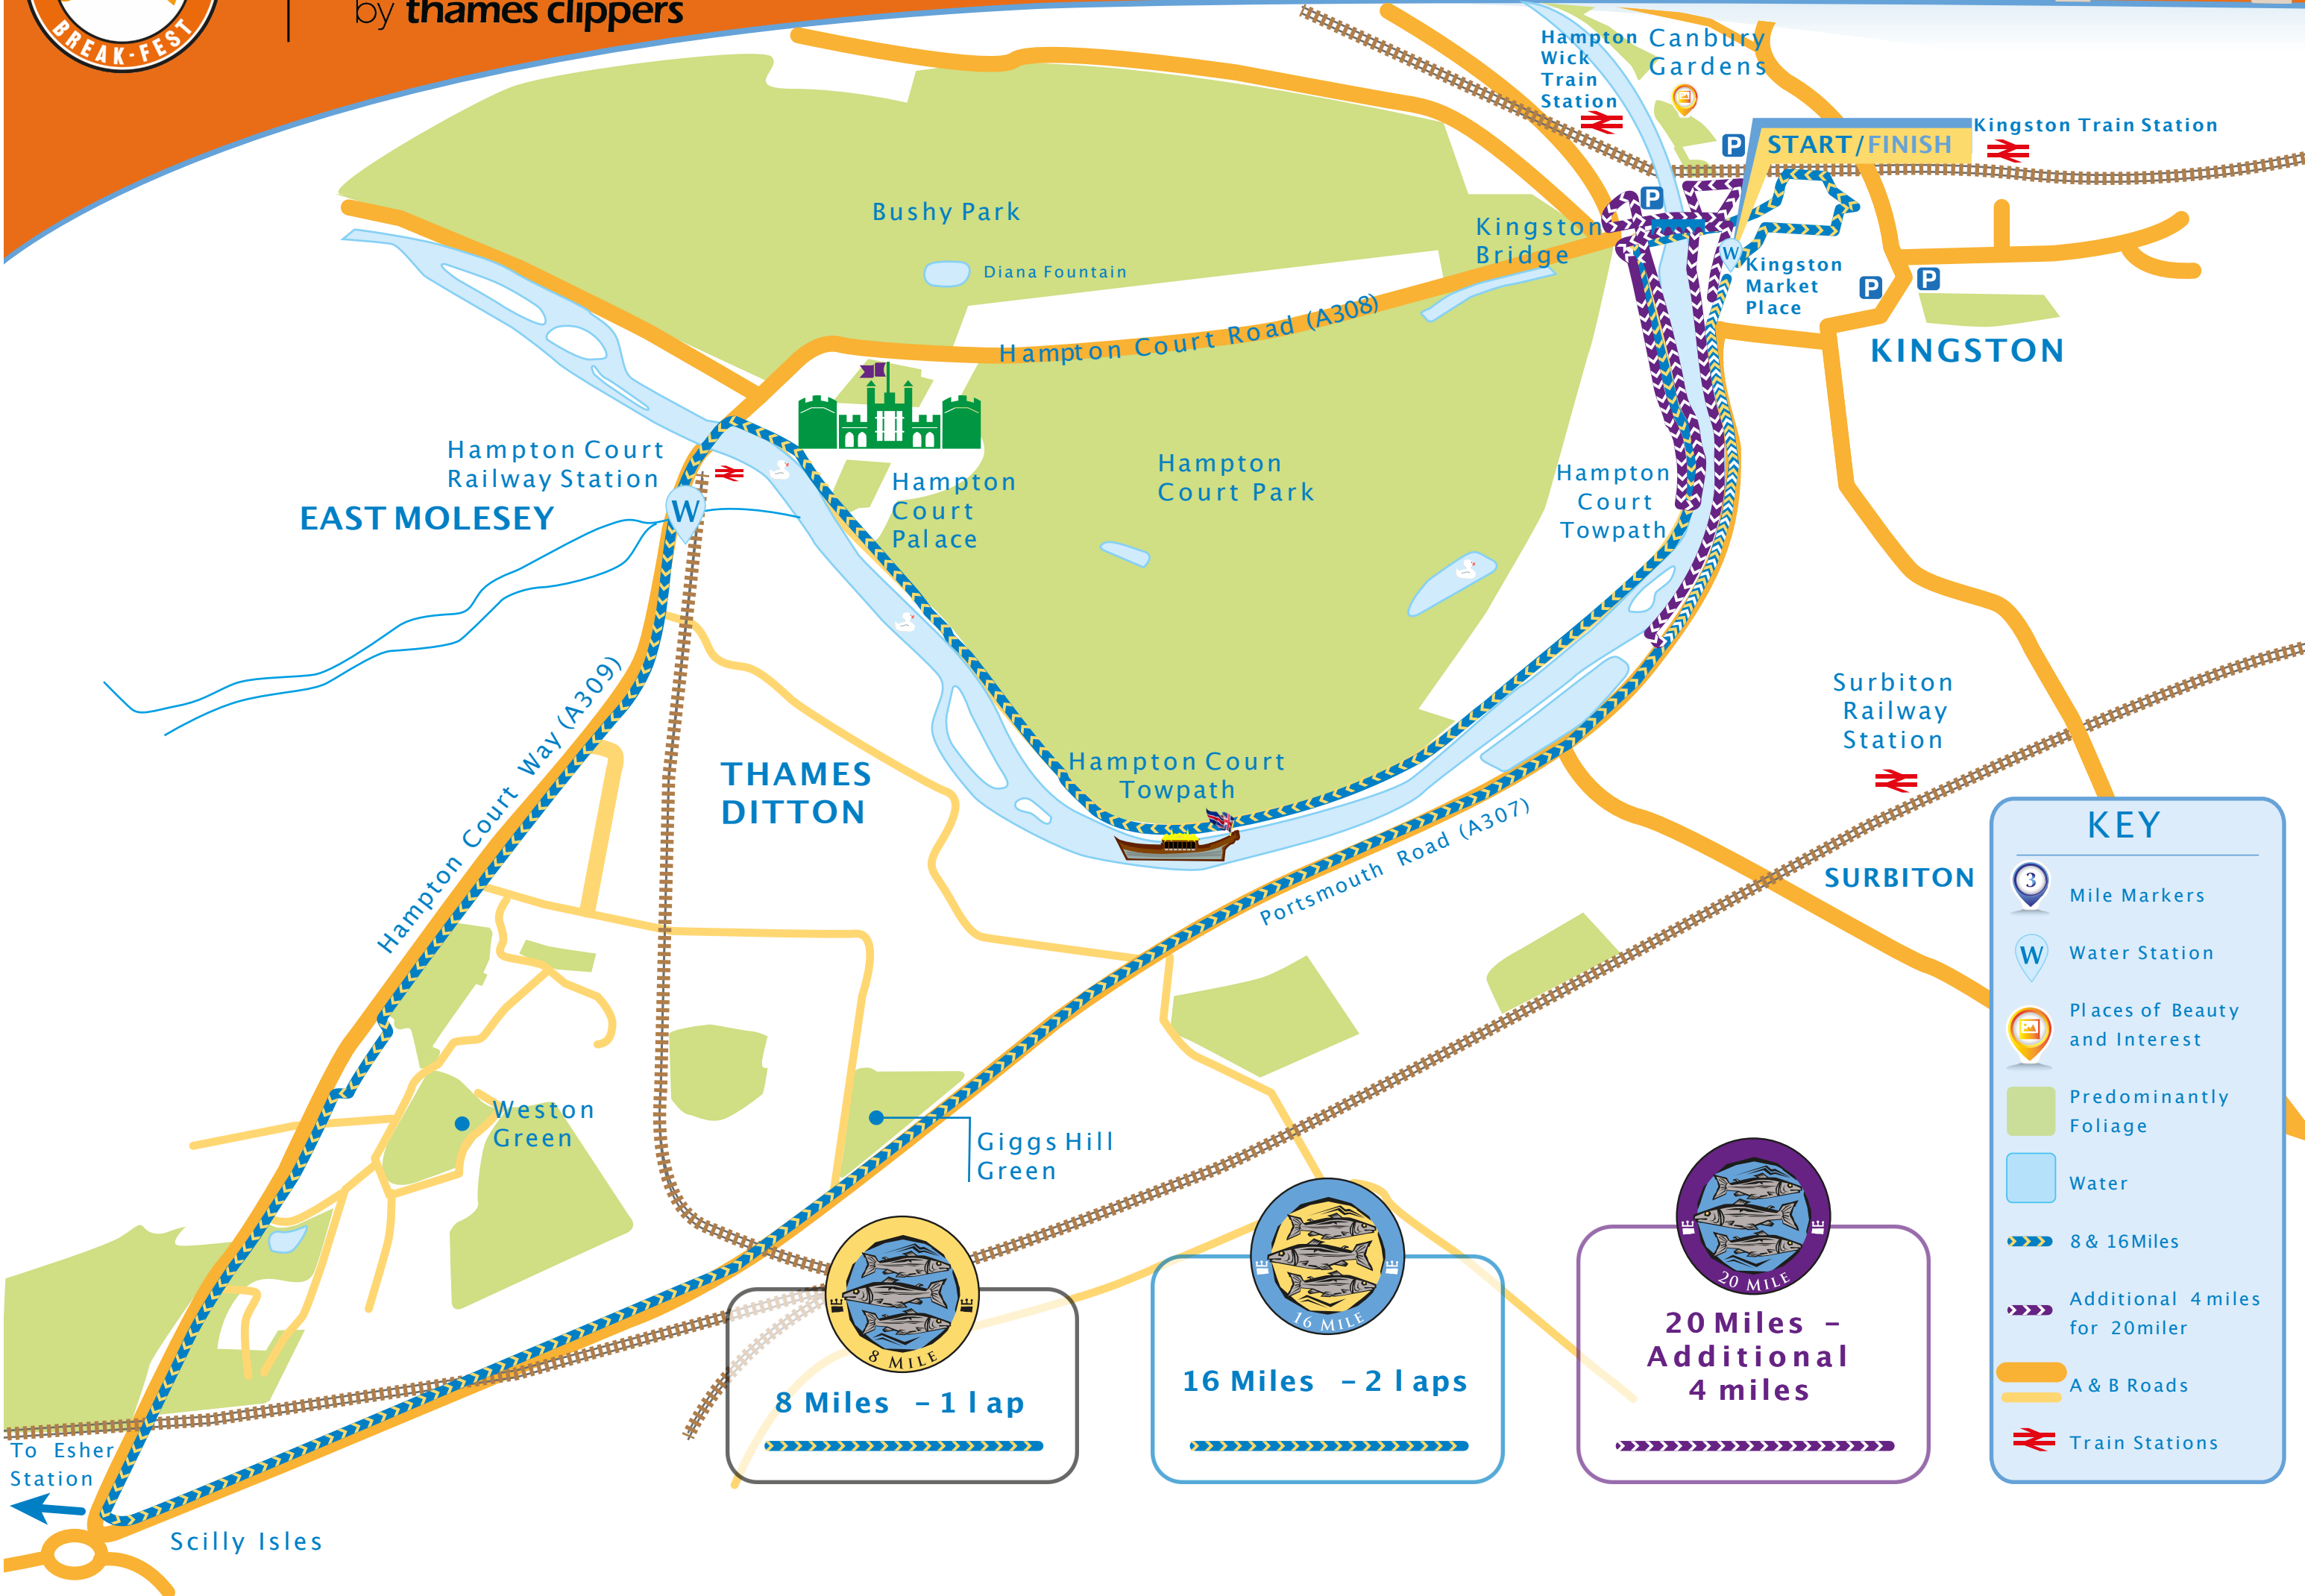 BREAK-FEST
by thames clippers
Hampton
Wick
Train
Station
Canbury
Gardens
P
START/FINISH
Kingston Train Station
P
Bushy Park
Diana Fountain
Kingston
Bridge
W
Kingston
Market
Place
P
P
KINGSTON
Hampton Court Road (A308)
Hampton Court
Railway Station
EAST MOLESEY
W
Hampton
Court
Palace
Hampton
Court Park
Hampton
Court
Towpath
Hampton Court Way (A309)
THAMES
DITTON
Hampton Court
Towpath
Portsmouth Road (A307)
Surbiton
Railway
Station
SURBITON
Weston
Green
Giggs Hill
Green
To Esher
Station
Scilly Isles
8 MILE
8 Miles - 1 lap
16 MILE
16 Miles - 2 laps
20 MILE
20 Miles -
Additional
4 miles
KEY
3
Mile Markers
W
Water Station
Places of Beauty
and Interest
Predominantly
Foliage
Water
8 & 16Miles
Additional 4 miles
for 20miler
A & B Roads
Train Stations